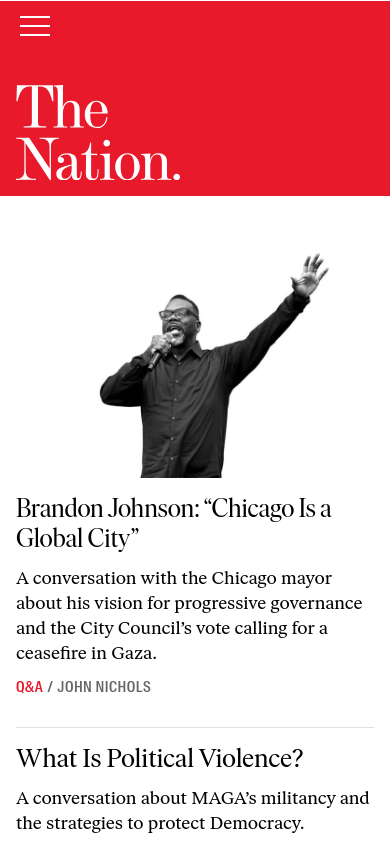 The
Nation.
Brandon Johnson: “Chicago Is a
Global City”
A conversation with the Chicago mayor
about his vision for progressive governance
and the City Council’s vote calling for a
ceasefire in Gaza.
Q&A / JOHN NICHOLS
What Is Political Violence?
A conversation about MAGA’s militancy and
the strategies to protect Democracy.